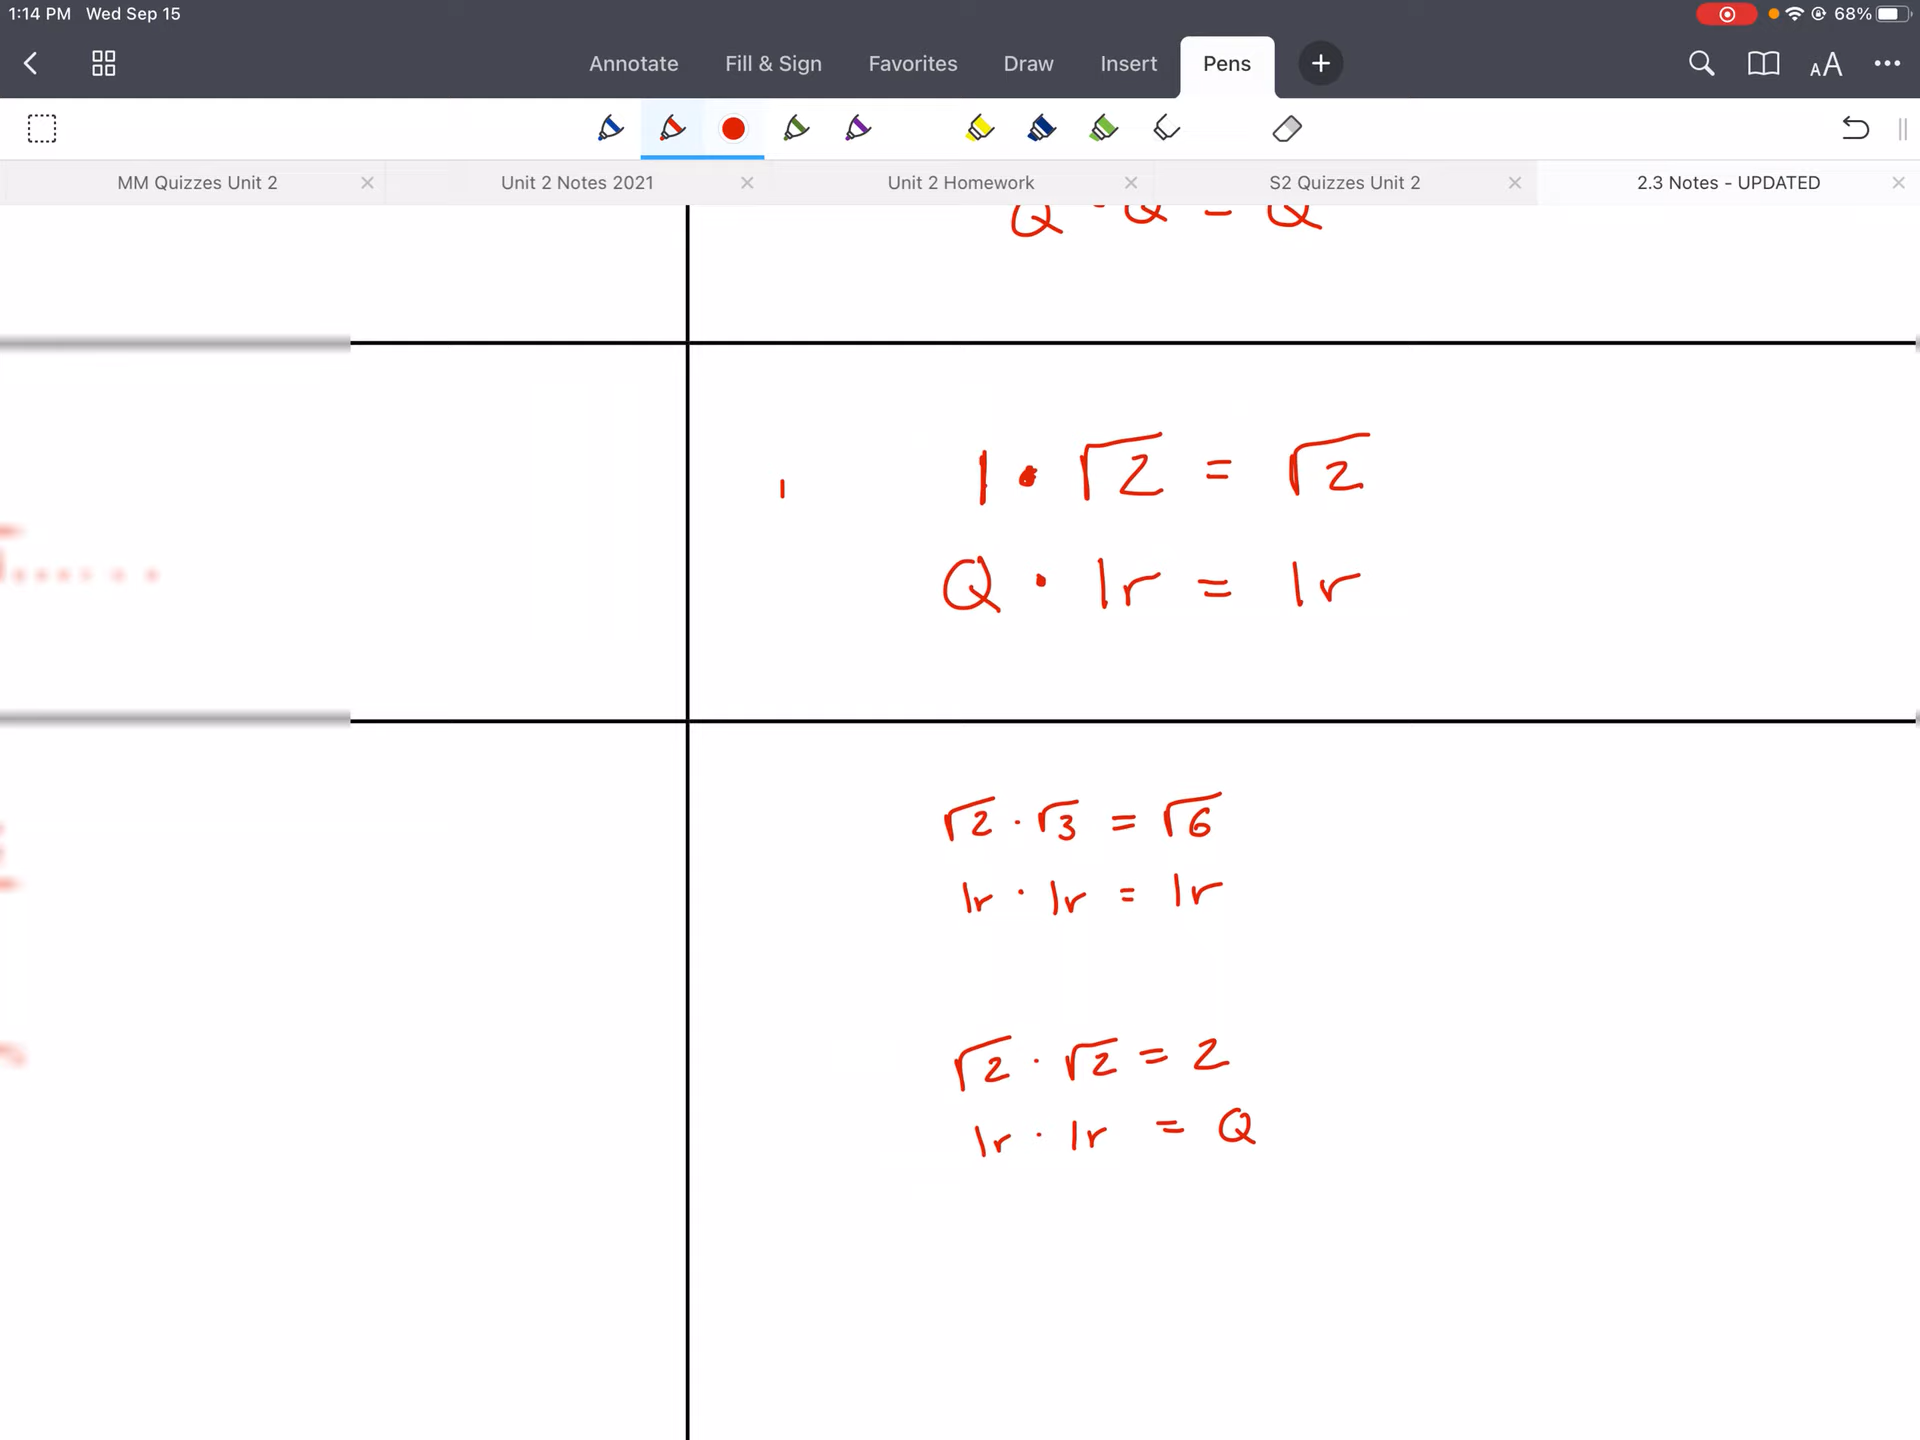 1:14 PM Wed Sep 15 68%
Annotate Fill & Sign Favorites Draw Insert Pens
AA
MM Quizzes Unit 2 Unit 2 Notes 2021 Unit 2 Homework S2 Quizzes Unit 2 2.3 Notes - UPDATED
Q · Q = Q
1 · √2 = √2
Q · Ir = Ir
√2 · √3 = √6
Ir · Ir = Ir
√2 · √2 = 2
Ir · Ir = Q